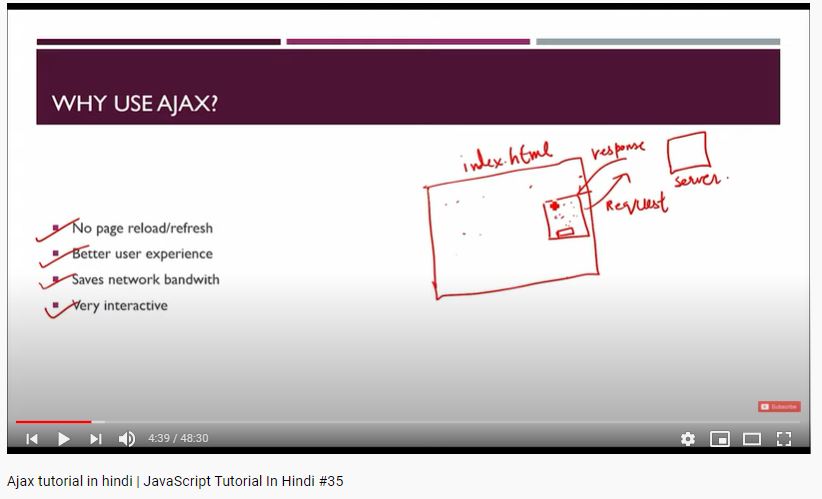 WHY USE AJAX?
index.html
response
server.
Request
No page reload/refresh
Better user experience
Saves network bandwith
Very interactive
Subscribe
4:39 / 48:30
Ajax tutorial in hindi | JavaScript Tutorial In Hindi #35